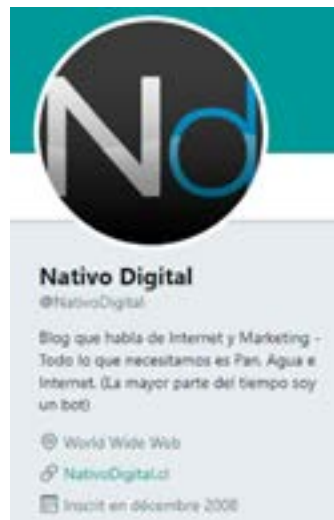 Nd
Nativo Digital
@NativoDigital
Blog que habla de Internet y Marketing -
Todo lo que necesitamos es Pan, Agua e
Internet. (La mayor parte del tiempo soy
un bot)
World Wide Web
NativoDigital.cl
Inscrit en décembre 2008